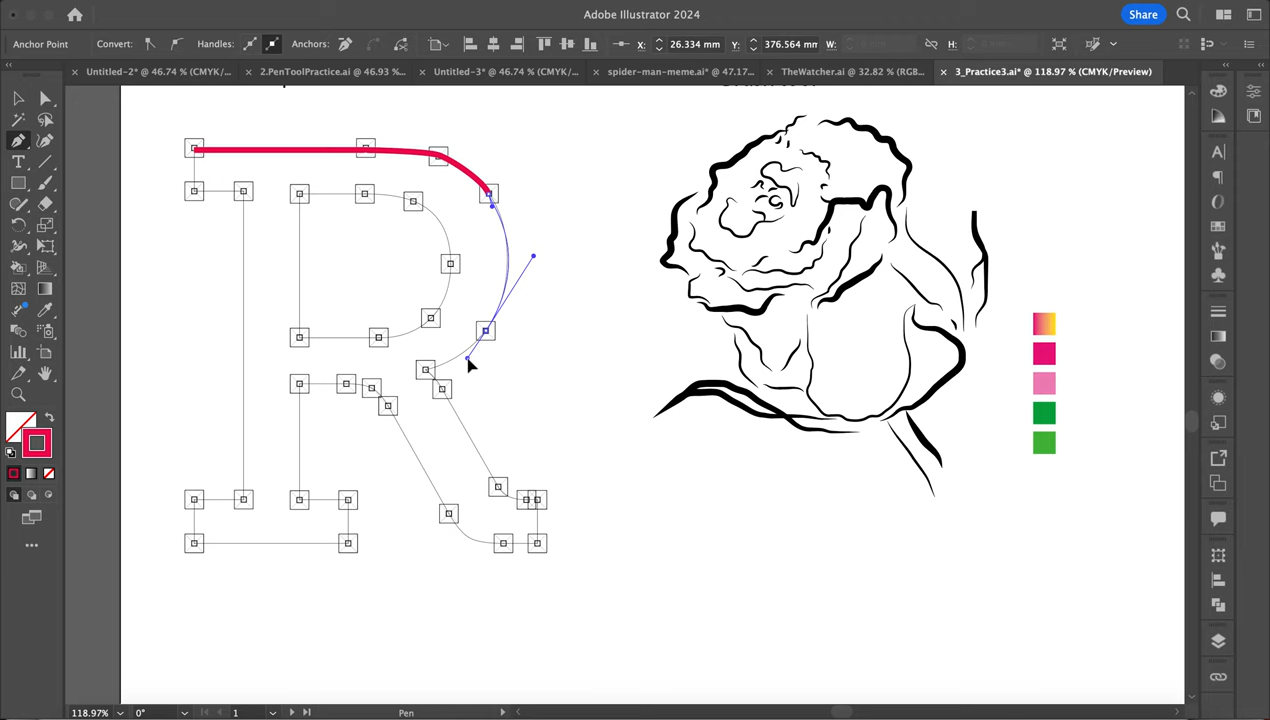 Adobe Illustrator 2024
Share
Anchor Point
Convert:
Handles:
Anchors:
X:
26.334 mm
Y:
376.564 mm
W:
H:
Untitled-2* @ 46.74 % (CMYK/...
2.PenToolPractice.ai @ 46.93 %...
Untitled-3* @ 46.74 % (CMYK/...
spider-man-meme.ai* @ 47.17...
TheWatcher.ai @ 32.82 % (RGB...
3_Practice3.ai* @ 118.97 % (CMYK/Preview)
118.97%
0°
1
Pen